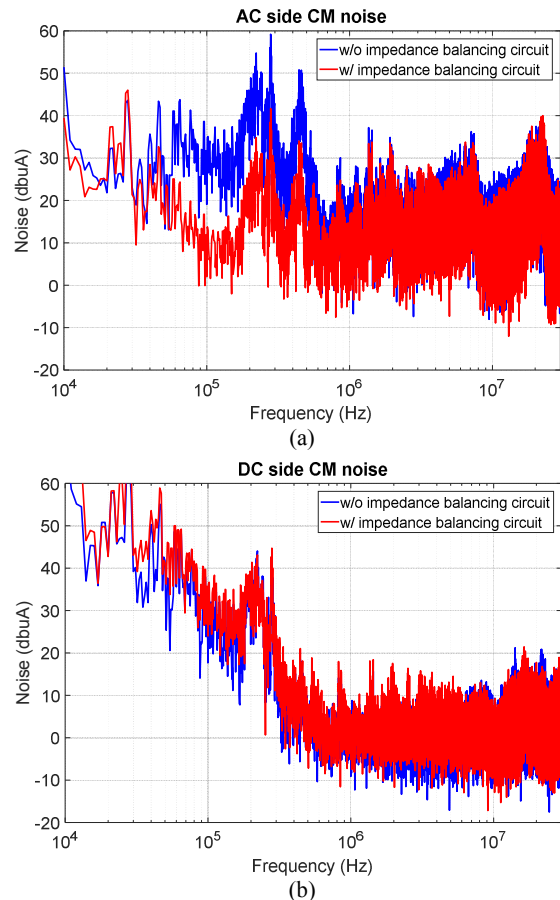 AC side CM noise
60
50
40
30
20
10
0
-10
-20
Noise (dbuA)
w/o impedance balancing circuit
w/ impedance balancing circuit
10^4
10^5
10^6
10^7
Frequency (Hz)
(a)
DC side CM noise
60
50
40
30
20
10
0
-10
-20
Noise (dbuA)
w/o impedance balancing circuit
w/ impedance balancing circuit
10^4
10^5
10^6
10^7
Frequency (Hz)
(b)